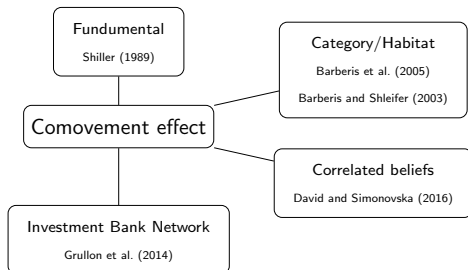 Fundumental
Shiller (1989)
Category/Habitat
Barberis et al. (2005)
Barberis and Shleifer (2003)
Comovement effect
Correlated beliefs
David and Simonovska (2016)
Investment Bank Network
Grullon et al. (2014)